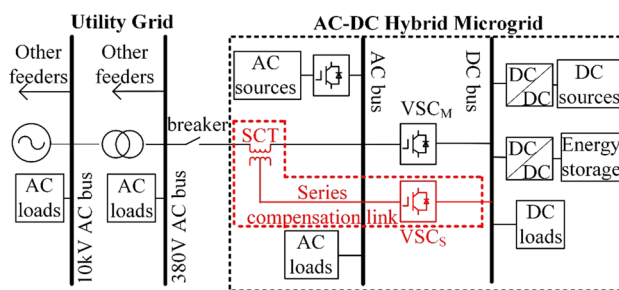 Utility Grid
AC-DC Hybrid Microgrid
Other
feeders
Other
feeders
breaker
AC
loads
AC
loads
10kV AC bus
380V AC bus
AC
sources
SCT
AC bus
VSCM
DC bus
DC
DC
DC
sources
DC
DC
Energy
storage
Series
compensation link
VSCS
AC
loads
DC
loads